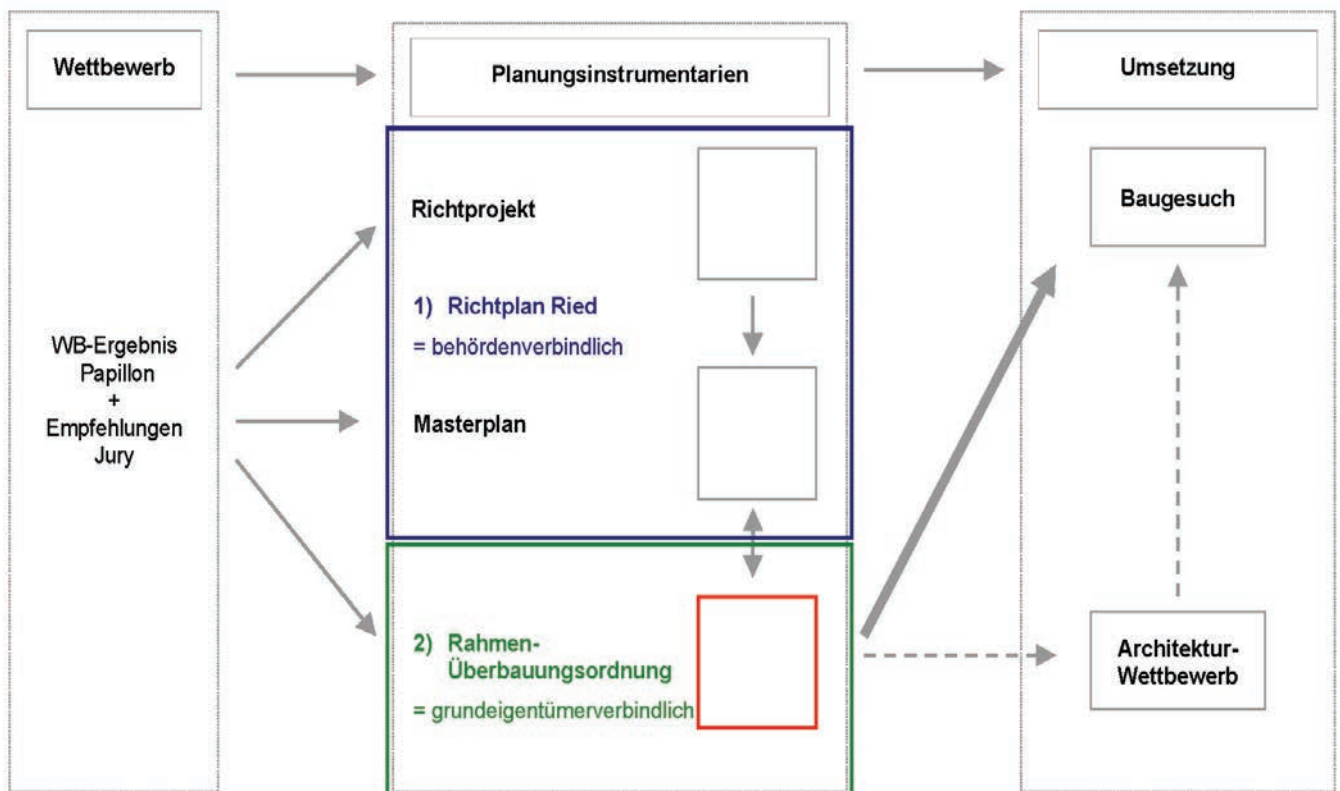 Wettbewerb
Planungsinstrumentarien
Umsetzung
WB-Ergebnis
Papillon
+
Empfehlungen
Jury
Richtprojekt
1) Richtplan Ried
= behördenverbindlich
Masterplan
2) Rahmen-
Überbauungsordnung
= grundeigentümerverbindlich
Baugesuch
Architektur-
Wettbewerb